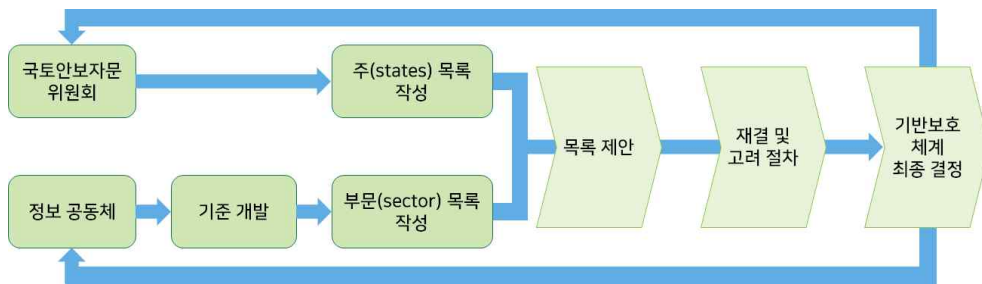 국토안보자문
위원회
주(states) 목록
작성
정보 공동체
기준 개발
부문(sector) 목록
작성
목록 제안
재결 및
고려 절차
기반보호
체계
최종 결정